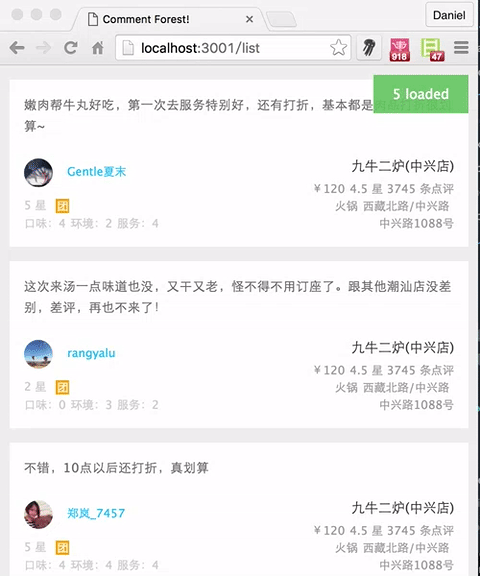 Comment Forest!
Daniel
localhost:3001/list
918
47
5 loaded
嫩肉帮牛丸好吃，第一次去服务特别好，还有打折，基本都是
算~
Gentle夏末
5 星 团
口味：4 环境：2 服务：4
九牛二炉(中兴店)
￥120 4.5 星 3745 条点评
火锅 西藏北路/中兴路
中兴路1088号
这次来汤一点味道也没，又干又老，怪不得不用订座了。跟其他潮汕店没差
别，差评，再也不来了！
rangyalu
2 星 团
口味：0 环境：3 服务：2
九牛二炉(中兴店)
￥120 4.5 星 3745 条点评
火锅 西藏北路/中兴路
中兴路1088号
不错，10点以后还打折，真划算
郑岚_7457
5 星 团
口味：4 环境：4 服务：4
九牛二炉(中兴店)
￥120 4.5 星 3745 条点评
火锅 西藏北路/中兴路
中兴路1088号